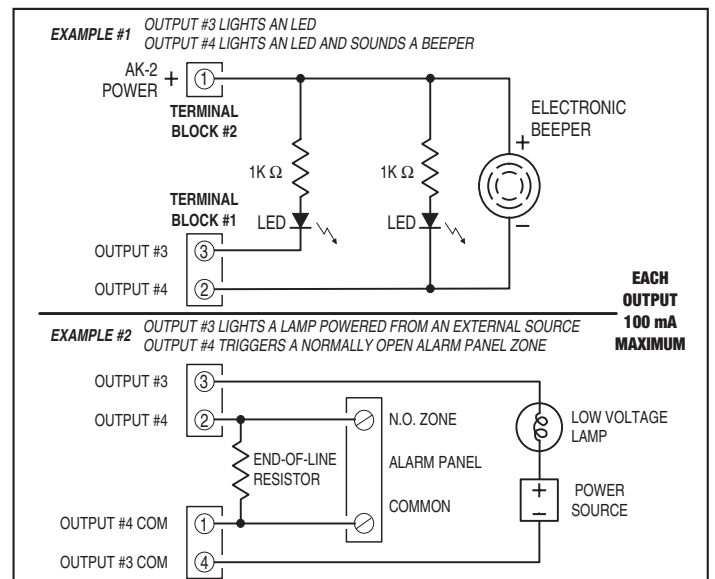 EXAMPLE #1 OUTPUT #3 LIGHTS AN LED
OUTPUT #4 LIGHTS AN LED AND SOUNDS A BEEPER
AK-2
POWER
+
1
TERMINAL
BLOCK #2
ELECTRONIC
BEEPER
+
1K Ω
1K Ω
TERMINAL
BLOCK #1
LED
LED
−
OUTPUT #3
3
OUTPUT #4
2
EACH
OUTPUT
100 mA
MAXIMUM
EXAMPLE #2 OUTPUT #3 LIGHTS A LAMP POWERED FROM AN EXTERNAL SOURCE
OUTPUT #4 TRIGGERS A NORMALLY OPEN ALARM PANEL ZONE
OUTPUT #3
3
OUTPUT #4
2
N.O. ZONE
LOW VOLTAGE
LAMP
END-OF-LINE
RESISTOR
ALARM PANEL
COMMON
+
−
POWER
SOURCE
OUTPUT #4 COM
1
OUTPUT #3 COM
4